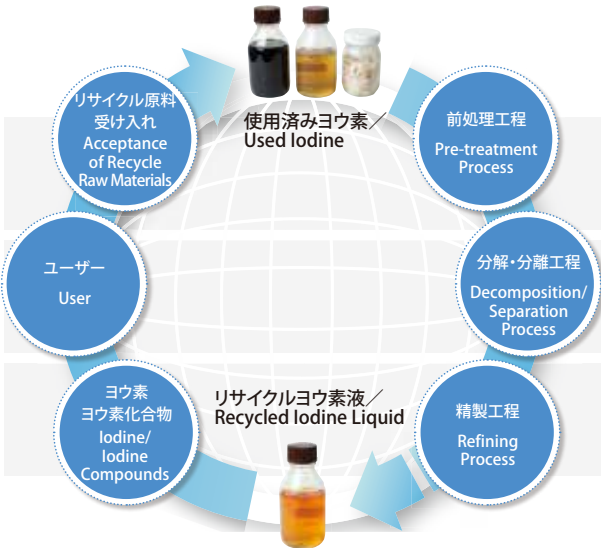 使用済みヨウ素／
Used Iodine
前処理工程
Pre-treatment
Process
分解・分離工程
Decomposition/
Separation
Process
精製工程
Refining
Process
リサイクルヨウ素液／
Recycled Iodine Liquid
ヨウ素
ヨウ素化合物
Iodine/
Iodine
Compounds
ユーザー
User
リサイクル原料
受け入れ
Acceptance
of Recycle
Raw Materials